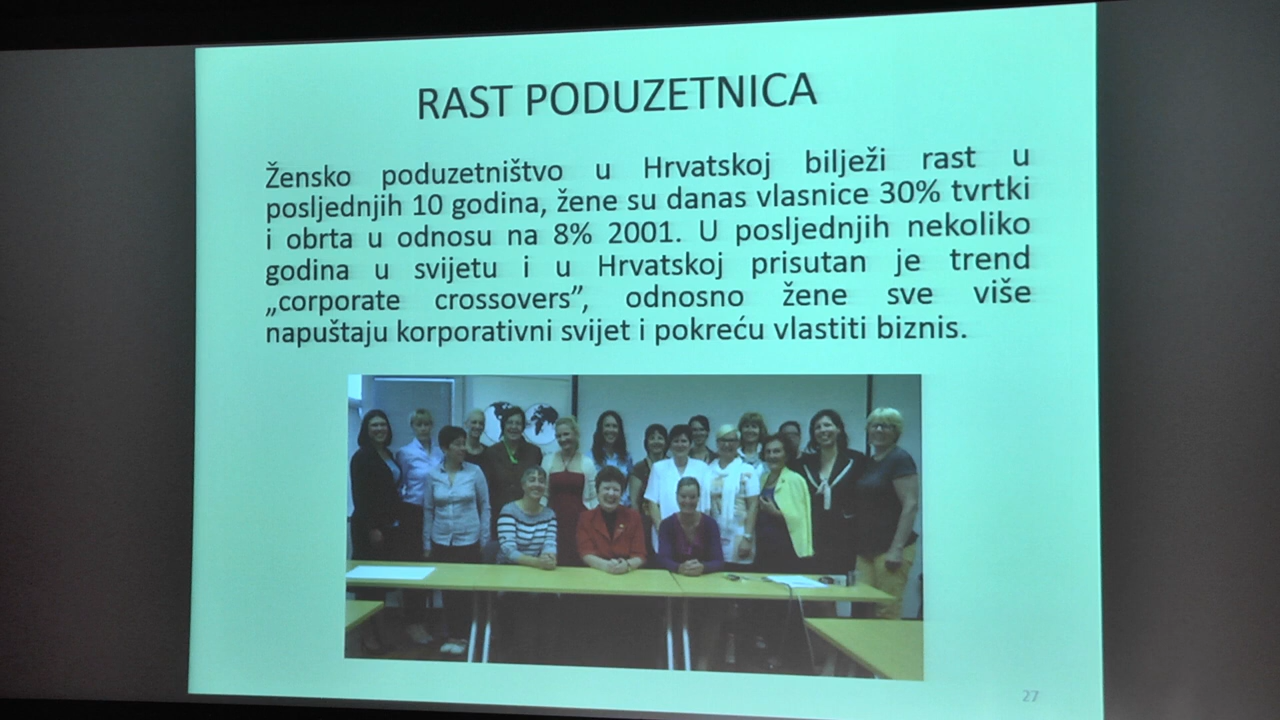 RAST PODUZETNICA
Žensko poduzetništvo u Hrvatskoj bilježi rast u
posljednjih 10 godina, žene su danas vlasnice 30% tvrtki
i obrta u odnosu na 8% 2001. U posljednjih nekoliko
godina u svijetu i u Hrvatskoj prisutan je trend
„corporate crossovers”, odnosno žene sve više
napuštaju korporativni svijet i pokreću vlastiti biznis.
27